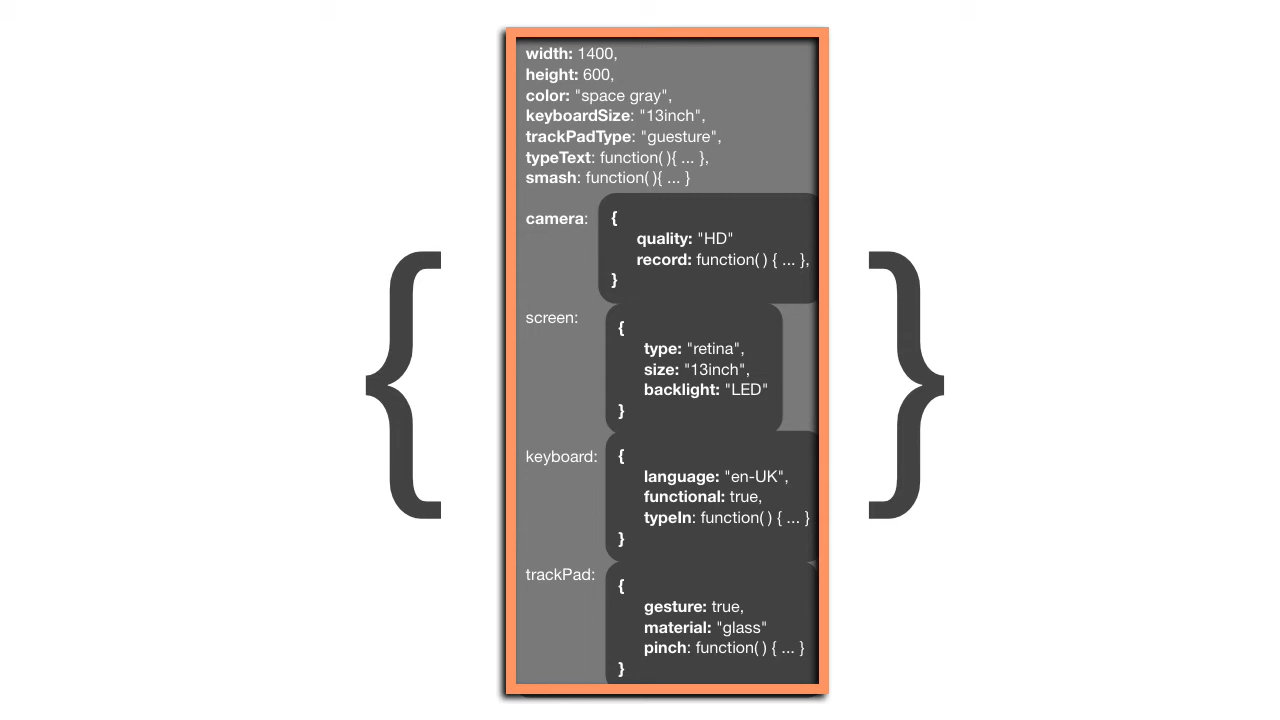 width: 1400,
height: 600,
color: "space gray",
keyboardSize: "13inch",
trackPadType: "guesture",
typeText: function( ){ ... },
smash: function( ){ ... }
camera: {
quality: "HD"
record: function( ) { ... },
}
screen: {
type: "retina",
size: "13inch",
backlight: "LED"
}
keyboard: {
language: "en-UK",
functional: true,
typeIn: function( ) { ... }
}
trackPad: {
gesture: true,
material: "glass"
pinch: function( ) { ... }
}
{ }